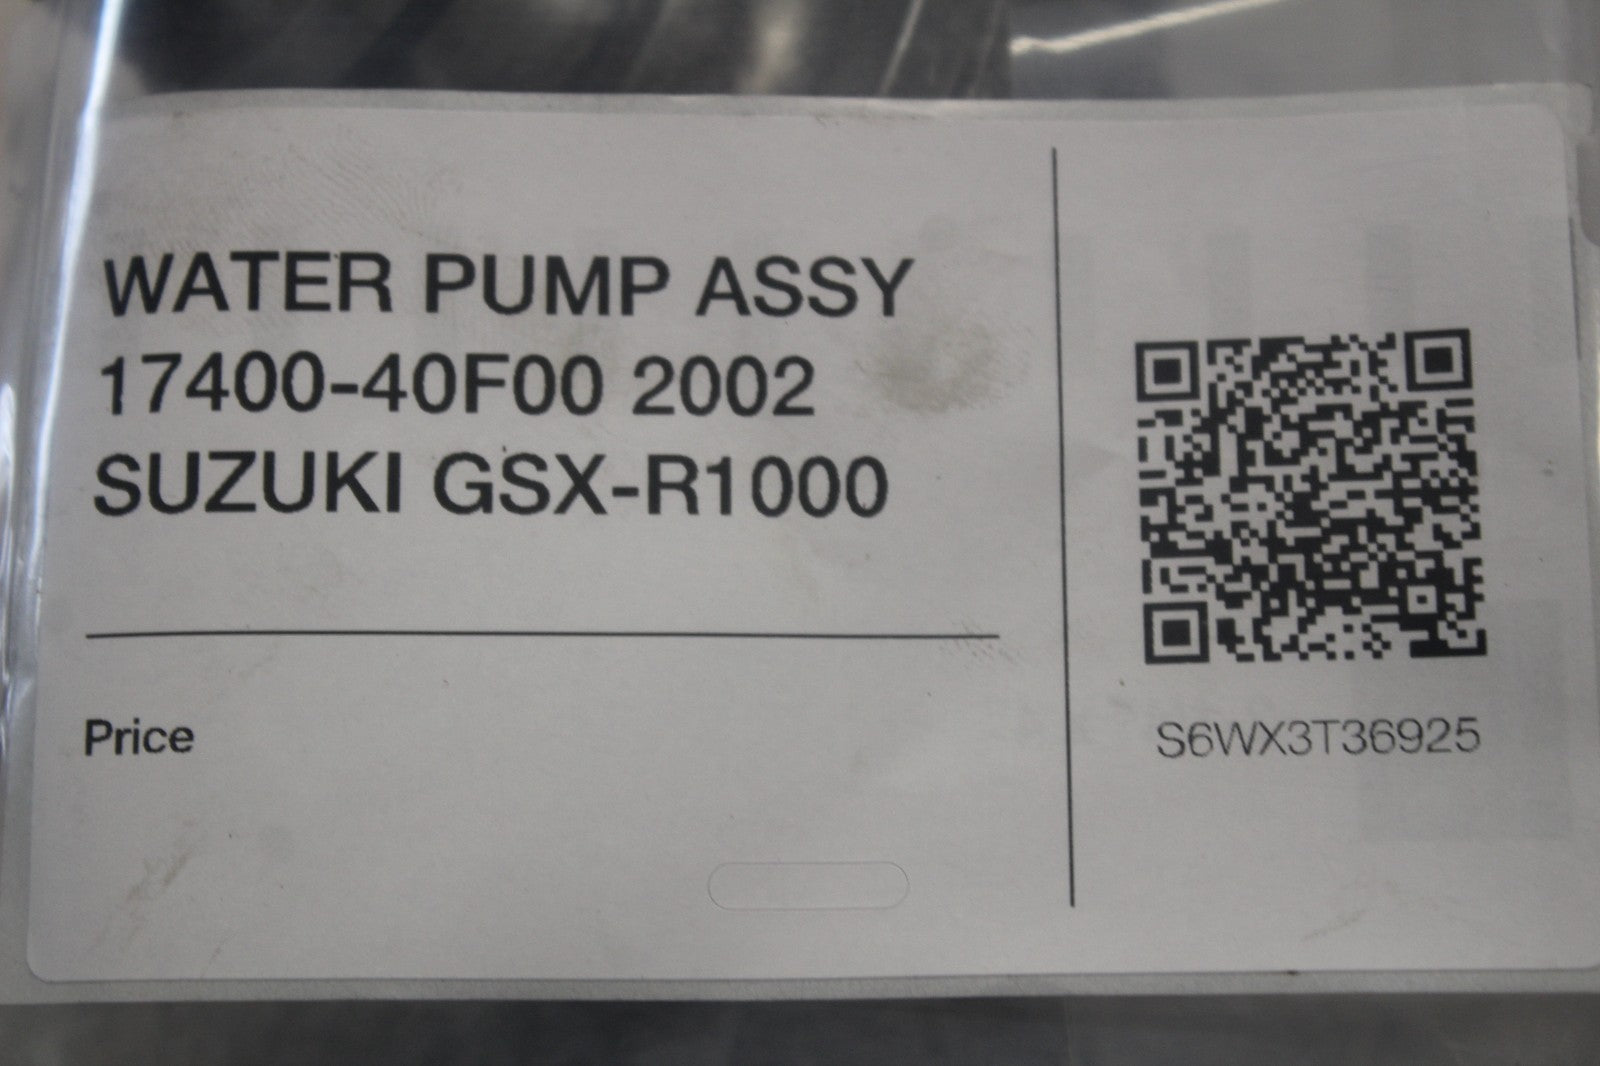 WATER PUMP ASSY
17400-40F00 2002
SUZUKI GSX-R1000
Price
S6WX3T36925